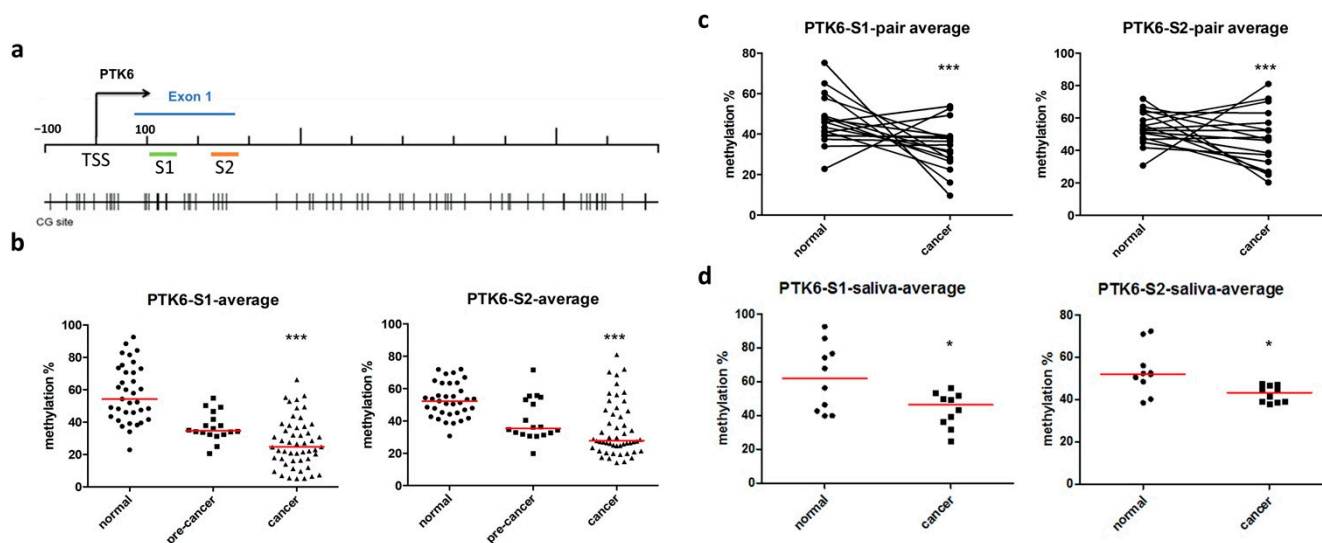 a
PTK6
Exon 1
–100
100
TSS
S1
S2
CG site
b
PTK6-S1-average
methylation %
100
80
60
40
20
0
***
normal
pre-cancer
cancer
PTK6-S2-average
methylation %
100
80
60
40
20
0
***
normal
pre-cancer
cancer
c
PTK6-S1-pair average
methylation %
80
60
40
20
0
***
normal
cancer
PTK6-S2-pair average
methylation %
100
80
60
40
20
0
***
normal
cancer
d
PTK6-S1-saliva-average
methylation %
100
80
60
40
20
0
*
normal
cancer
PTK6-S2-saliva-average
methylation %
80
60
40
20
0
*
normal
cancer